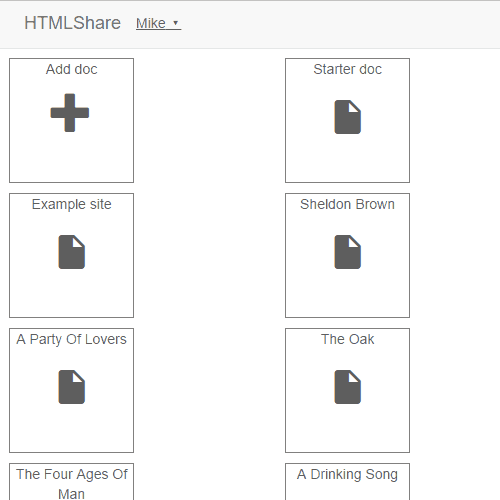 HTMLShare Mike
Add doc
Starter doc
Example site
Sheldon Brown
A Party Of Lovers
The Oak
The Four Ages Of
Man
A Drinking Song